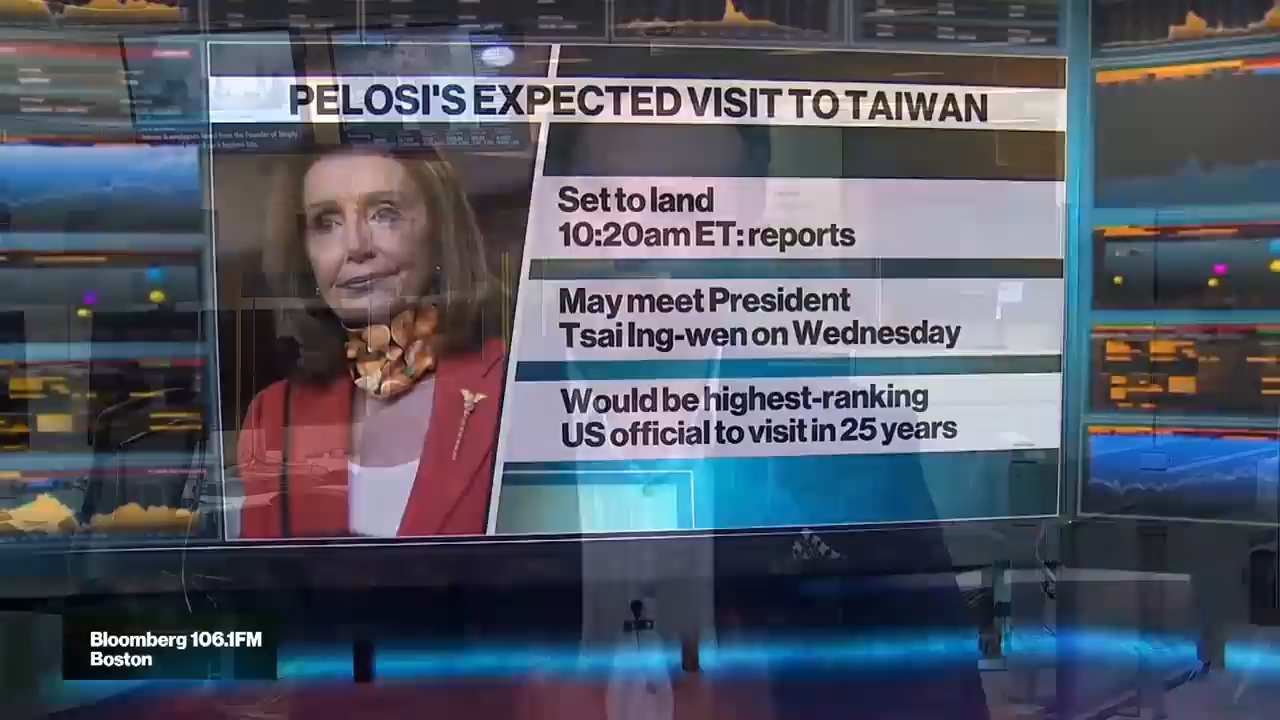 PELOSI'S EXPECTED VISIT TO TAIWAN
Set to land
10:20am ET: reports
May meet President
Tsai Ing-wen on Wednesday
Would be highest-ranking
US official to visit in 25 years
Bloomberg 106.1FM
Boston